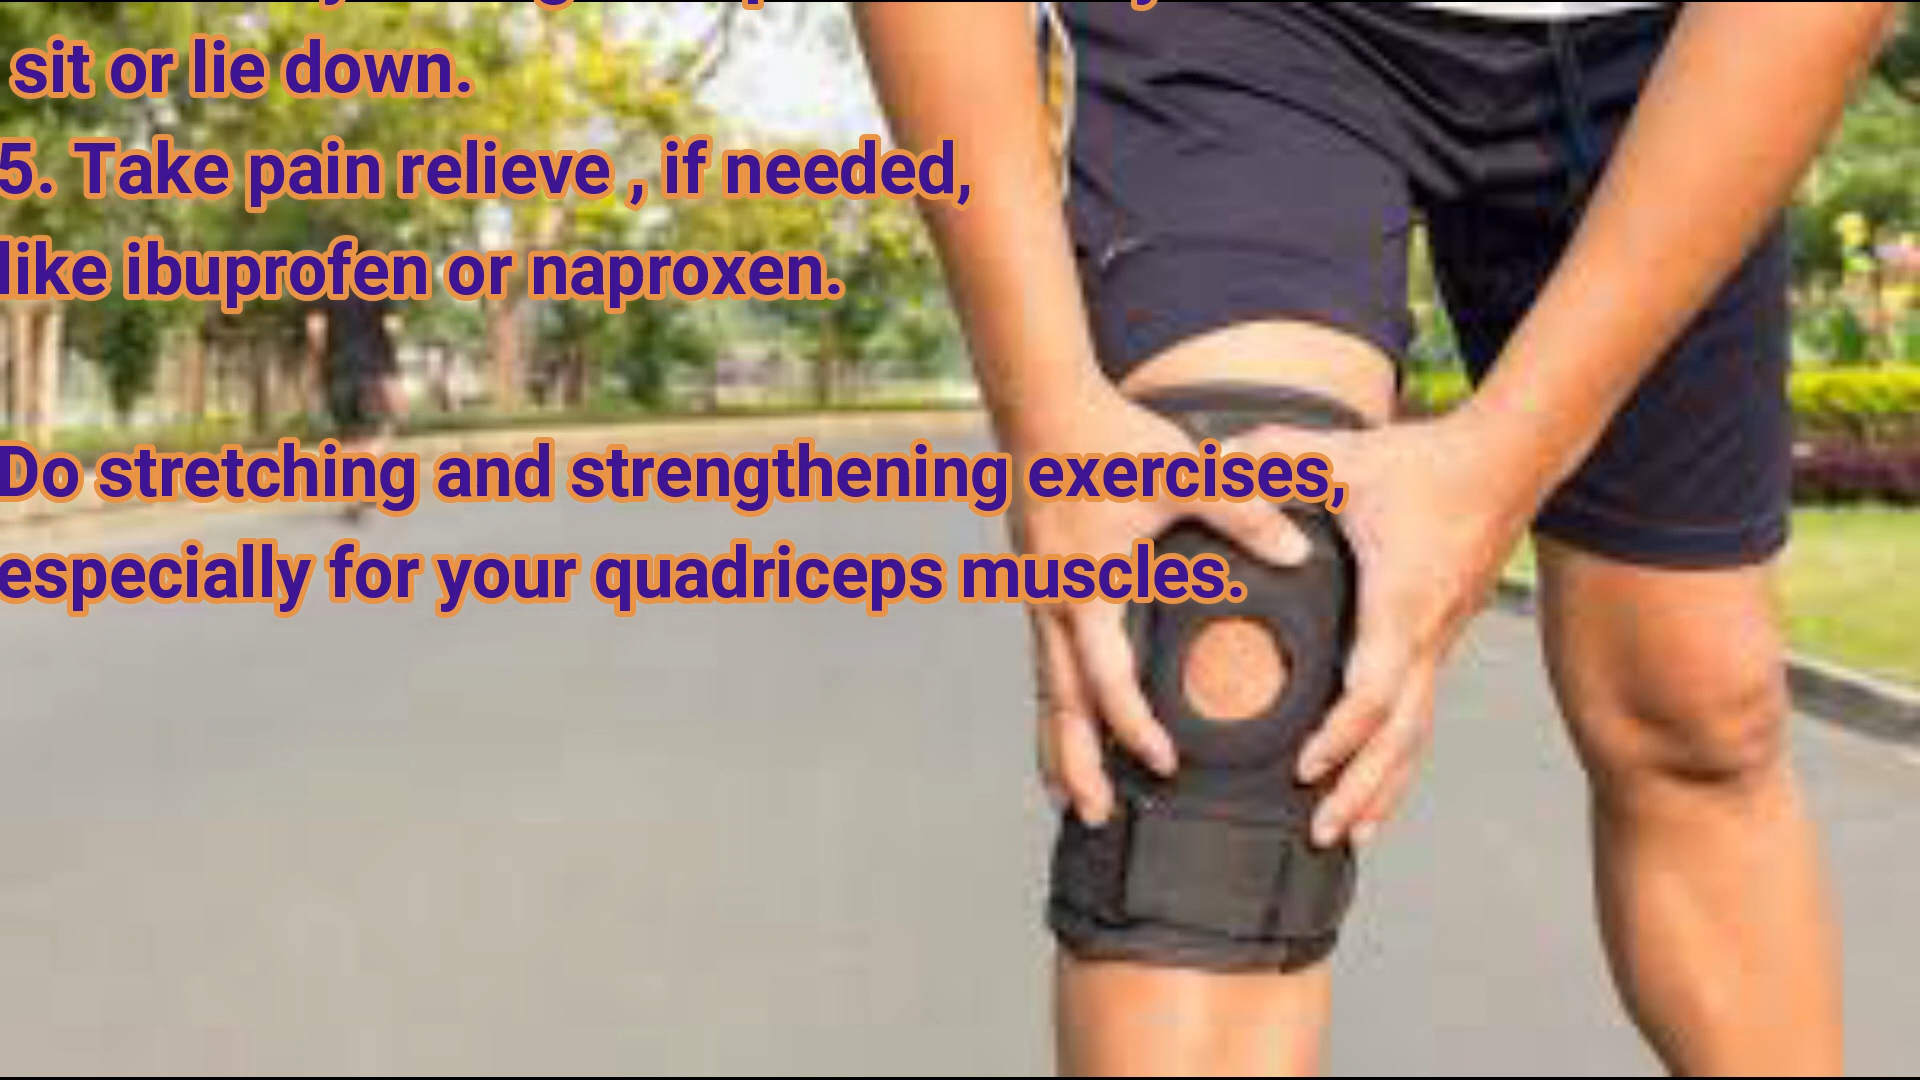 sit or lie down.
5. Take pain relieve , if needed,
like ibuprofen or naproxen.
Do stretching and strengthening exercises,
especially for your quadriceps muscles.